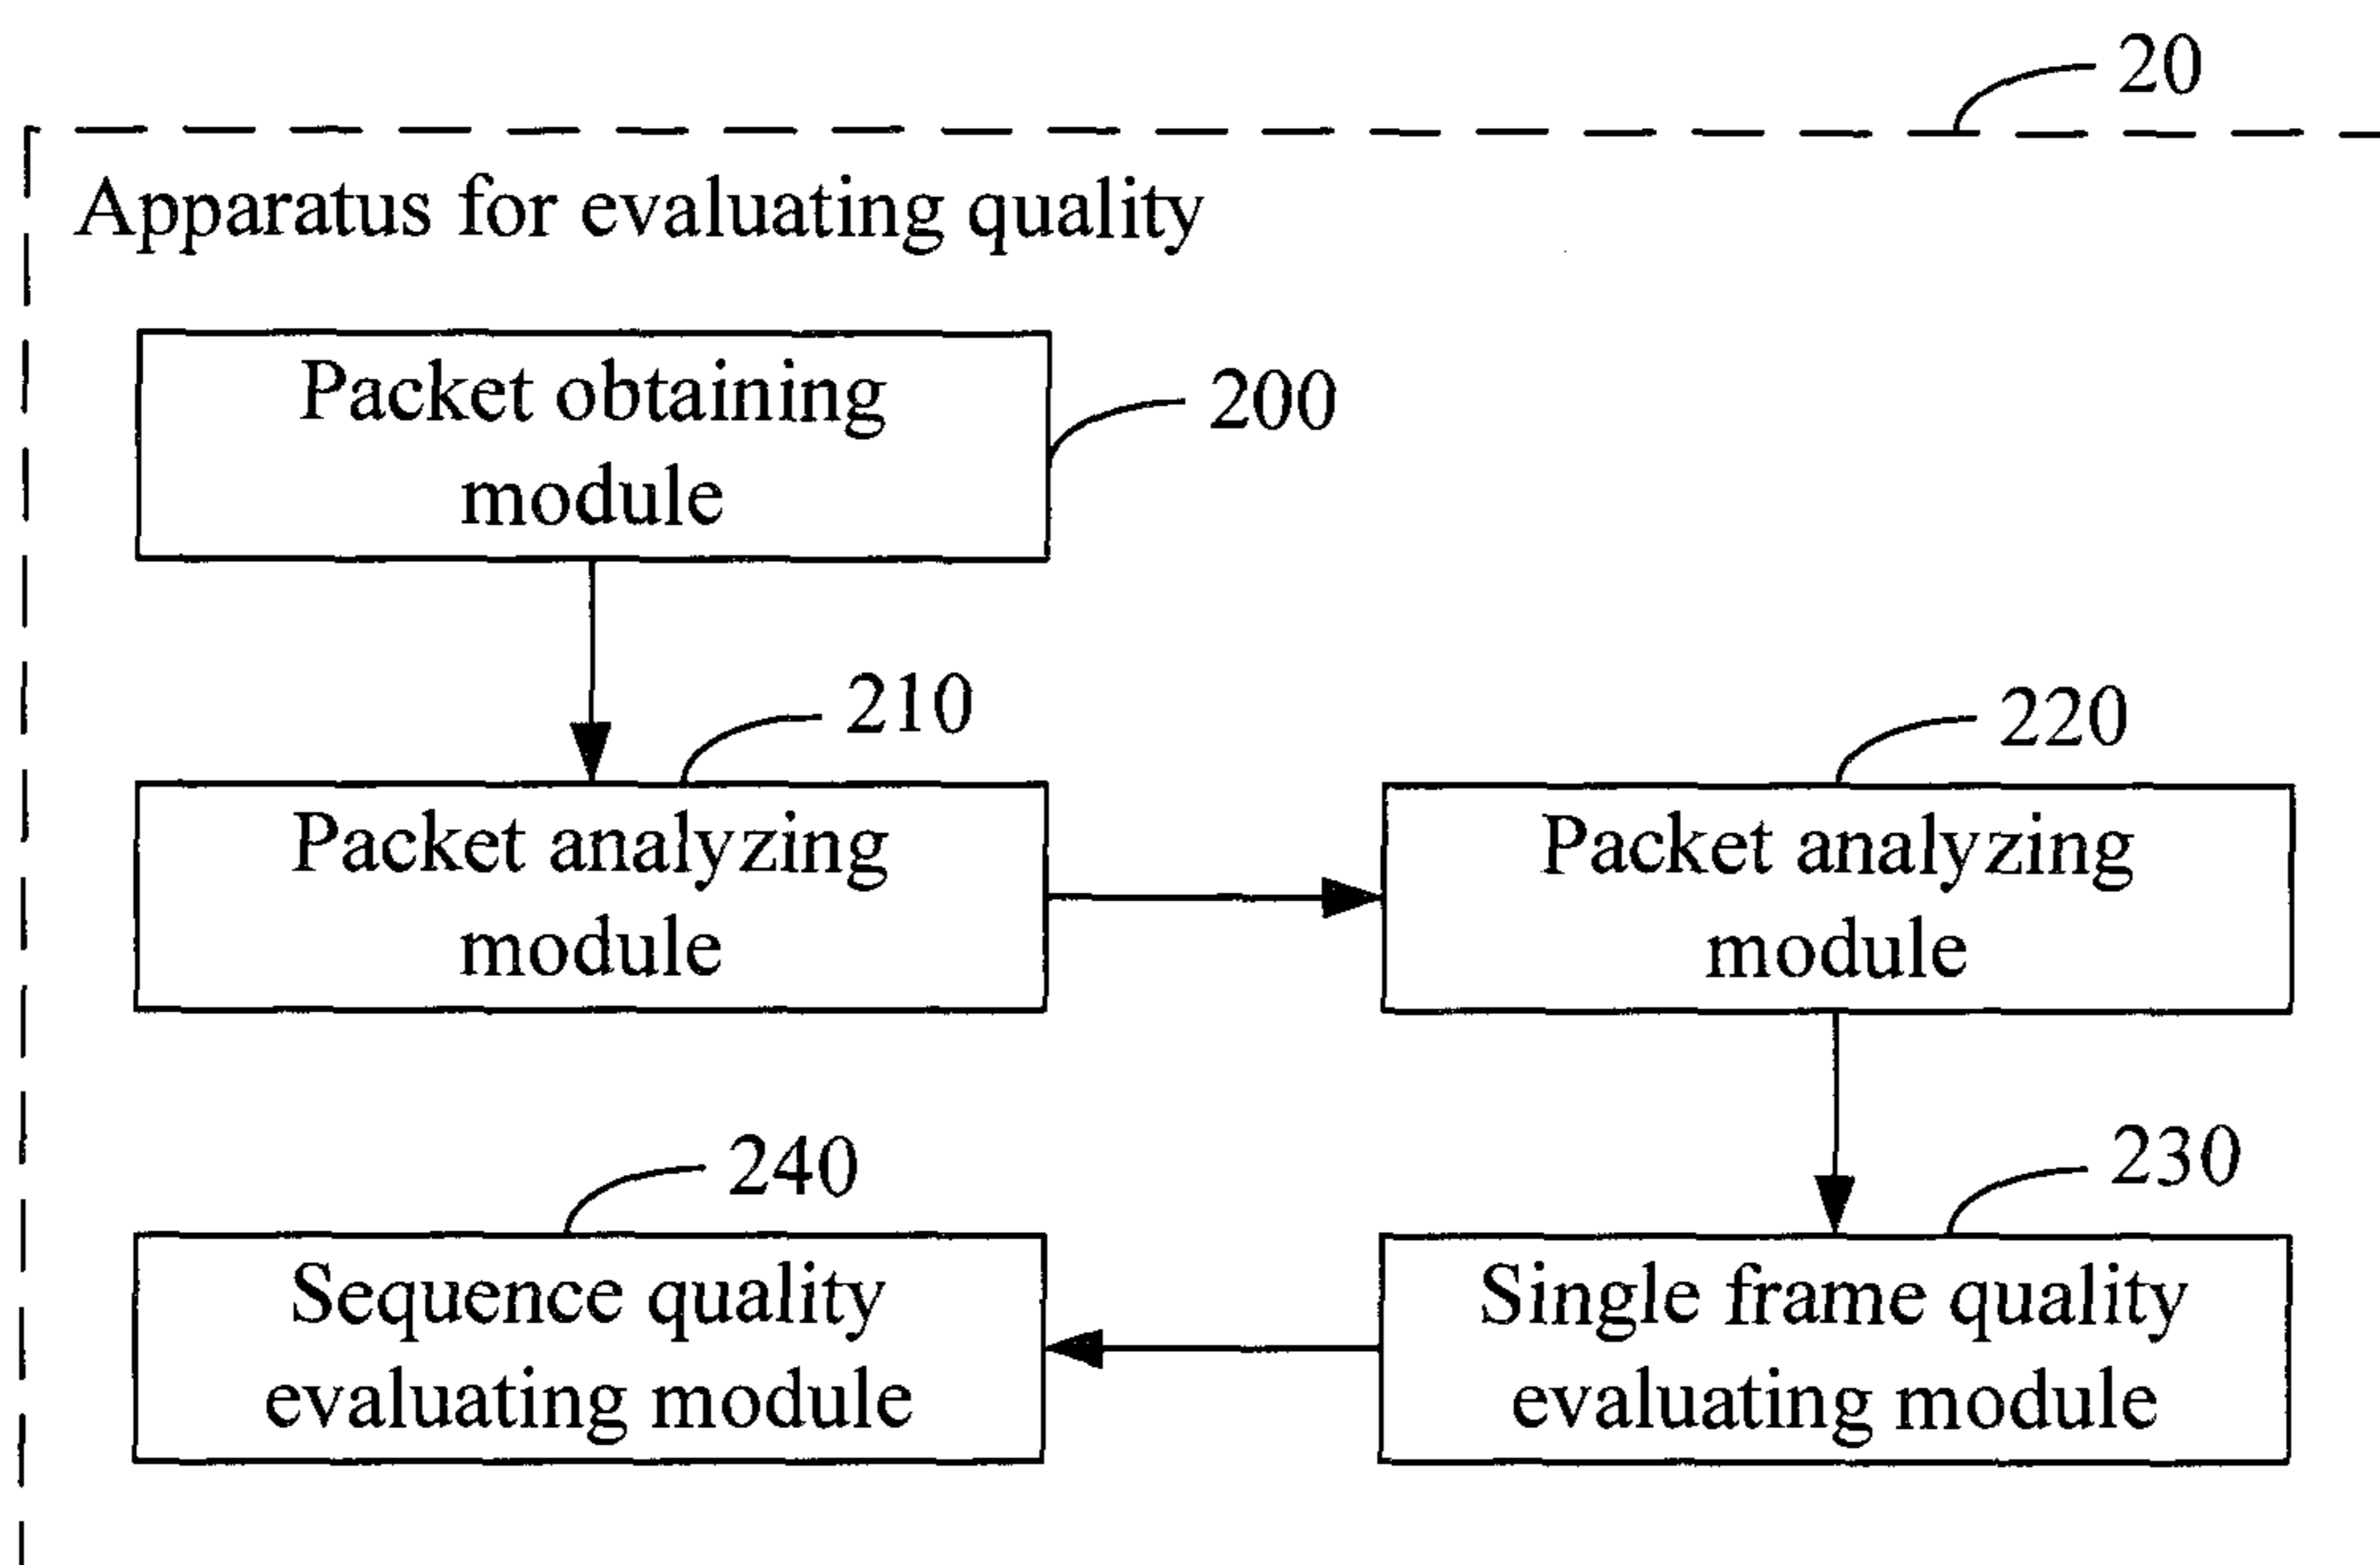 20
Apparatus for evaluating quality
Packet obtaining
module
200
210
Packet analyzing
module
220
Packet analyzing
module
240
Sequence quality
evaluating module
230
Single frame quality
evaluating module